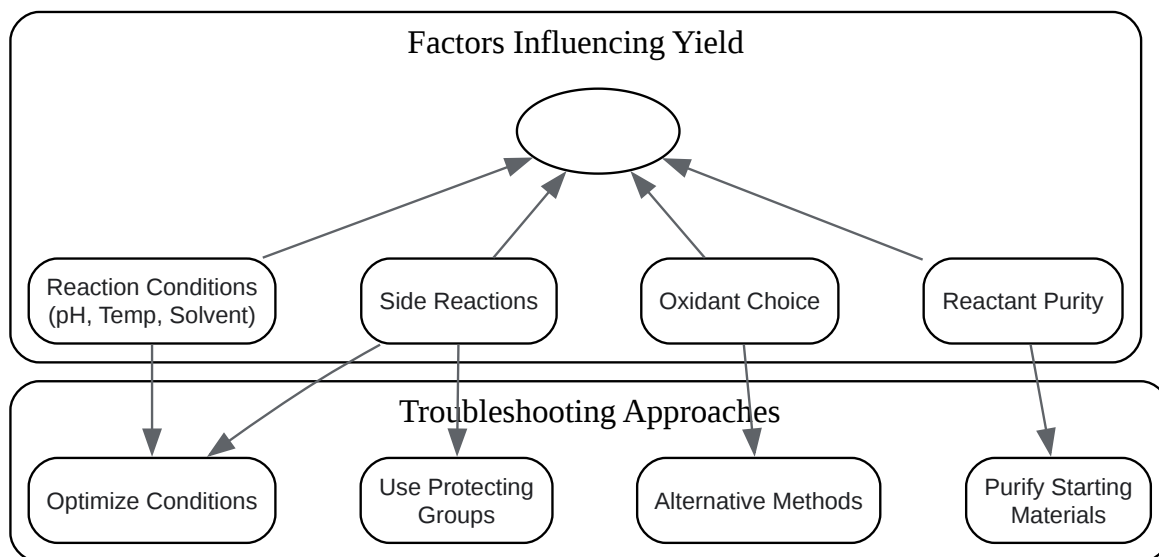 Factors Influencing Yield
Reaction Conditions
(pH, Temp, Solvent)
Side Reactions
Oxidant Choice
Reactant Purity
Troubleshooting Approaches
Optimize Conditions
Use Protecting
Groups
Alternative Methods
Purify Starting
Materials